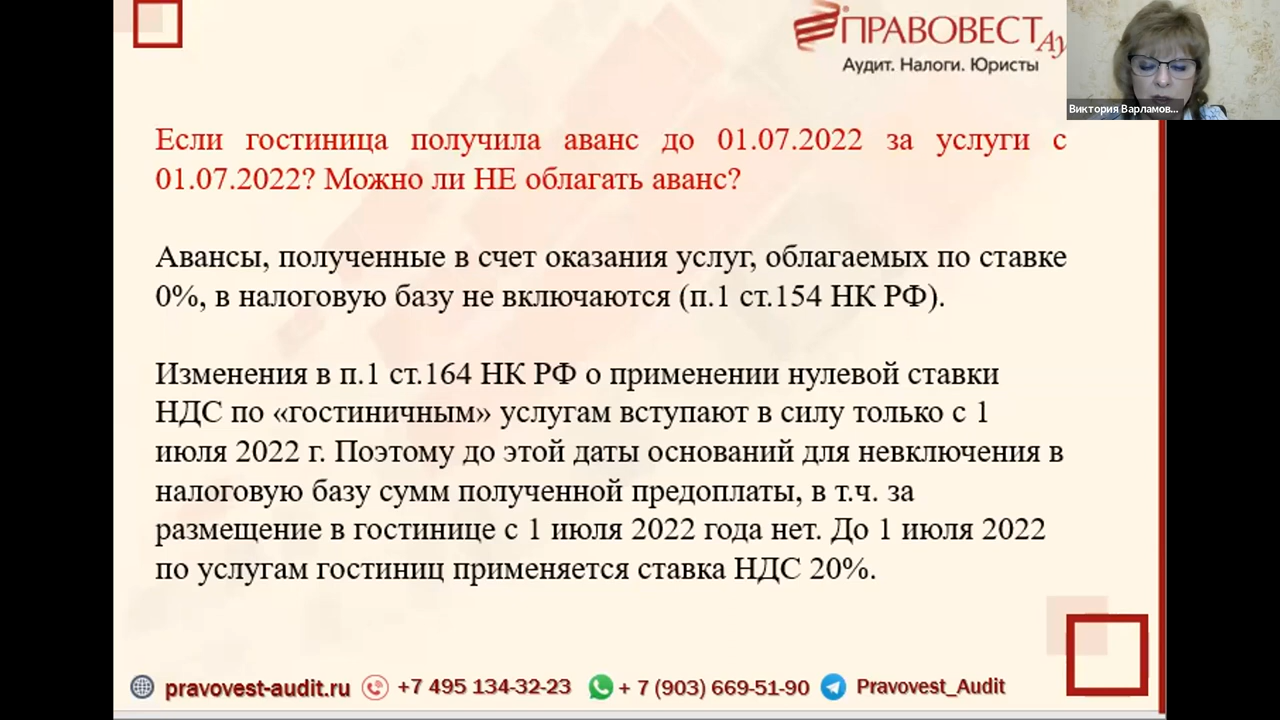 ПРАВОВЕСТ Ау
Аудит. Налоги. Юристы
Виктория Варламов...
Если гостиница получила аванс до 01.07.2022 за услуги с
01.07.2022? Можно ли НЕ облагать аванс?
Авансы, полученные в счет оказания услуг, облагаемых по ставке
0%, в налоговую базу не включаются (п.1 ст.154 НК РФ).
Изменения в п.1 ст.164 НК РФ о применении нулевой ставки
НДС по «гостиничным» услугам вступают в силу только с 1
июля 2022 г. Поэтому до этой даты оснований для невключения в
налоговую базу сумм полученной предоплаты, в т.ч. за
размещение в гостинице с 1 июля 2022 года нет. До 1 июля 2022
по услугам гостиниц применяется ставка НДС 20%.
pravovest-audit.ru +7 495 134-32-23 + 7 (903) 669-51-90 Pravovest_Audit